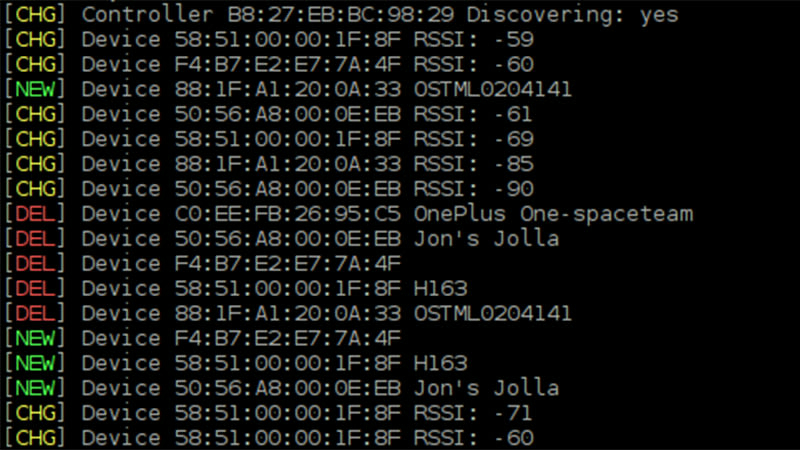 [CHG] Controller B8:27:EB:BC:98:29 Discovering: yes
[CHG] Device 58:51:00:00:1F:8F RSSI: -59
[CHG] Device F4:B7:E2:E7:7A:4F RSSI: -60
[NEW] Device 88:1F:A1:20:0A:33 OSTML0204141
[CHG] Device 50:56:A8:00:0E:EB RSSI: -61
[CHG] Device 58:51:00:00:1F:8F RSSI: -69
[CHG] Device 88:1F:A1:20:0A:33 RSSI: -85
[CHG] Device 50:56:A8:00:0E:EB RSSI: -90
[DEL] Device C0:EE:FB:26:95:C5 OnePlus One-spaceteam
[DEL] Device 50:56:A8:00:0E:EB Jon's Jolla
[DEL] Device F4:B7:E2:E7:7A:4F
[DEL] Device 58:51:00:00:1F:8F H163
[DEL] Device 88:1F:A1:20:0A:33 OSTML0204141
[NEW] Device F4:B7:E2:E7:7A:4F
[NEW] Device 58:51:00:00:1F:8F H163
[NEW] Device 50:56:A8:00:0E:EB Jon's Jolla
[CHG] Device 58:51:00:00:1F:8F RSSI: -71
[CHG] Device 58:51:00:00:1F:8F RSSI: -60